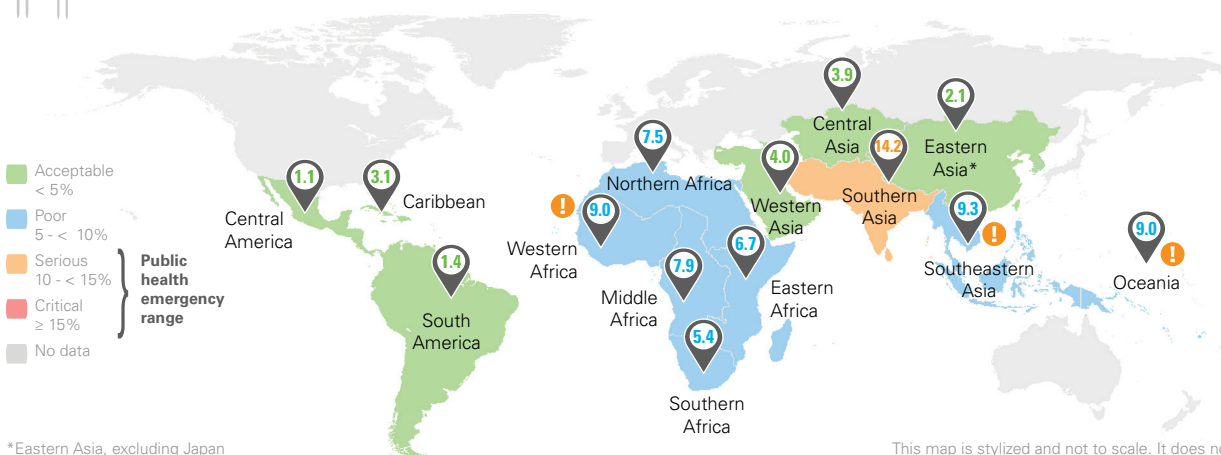 3.9
2.1
Central
Asia
14.2
Eastern
Asia*
7.5
4.0
Northern Africa
Acceptable
< 5%
1.1
3.1
Caribbean
Southern
Asia
Western
Asia
9.3
!
Poor
5 - < 10%
Central
America
!
9.0
Western
Africa
6.7
9.0
!
Oceania
Southeastern
Asia
Serious
10 - < 15%
Public
health
emergency
range
1.4
7.9
Middle
Africa
Eastern
Africa
Critical
≥ 15%
South
America
5.4
No data
Southern
Africa
*Eastern Asia, excluding Japan
This map is stylized and not to scale. It does